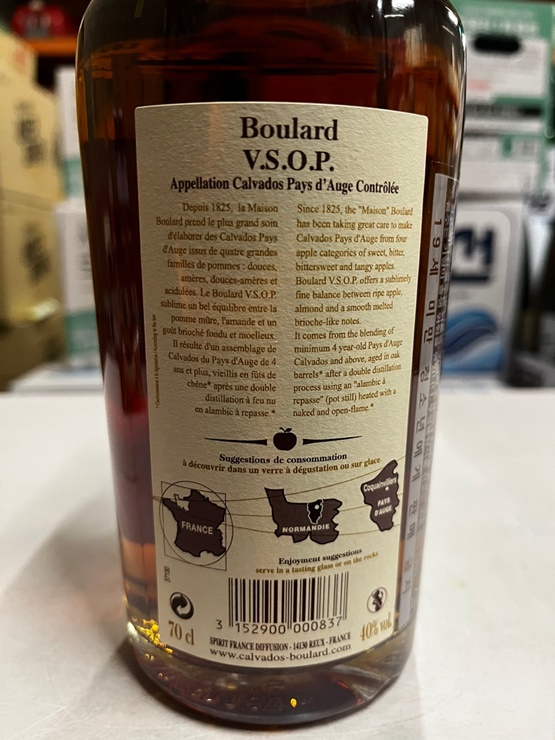 Boulard
V.S.O.P.
Appellation Calvados Pays d'Auge Contrôlée
Depuis 1825, la Maison
Boulard prend le plus grand soin
d'élaborer des Calvados Pays
d'Auge issus de quatre grandes
familles de pommes : douces,
amères, douces-amères et
acidulées. Le Boulard V.S.O.P.
sublime un bel équilibre entre la
pomme mûre, l'amande et un
goût brioché fondu et moelleux.
Il résulte d'un assemblage de
Calvados du Pays d'Auge de 4
ans et plus, vieillis en fûts de
chêne* après une double
distillation à feu nu
en alambic à repasse.*
Since 1825, the "Maison" Boulard
has been taking great care to make
Calvados Pays d'Auge from four
apple categories of sweet, bitter,
bittersweet and tangy apples.
Boulard V.S.O.P. offers a sublimely
fine balance between ripe apple,
almond and a smooth melted
brioche-like notes.
It comes from the blending of
minimum 4 year-old Pays d'Auge
Calvados and above, aged in oak
barrels* after a double distillation
process using an "alambic à
repasse" (pot still) heated with a
naked and open-flame.*
Suggestions de consommation
à découvrir dans un verre à dégustation ou sur glace
FRANCE
NORMANDIE
Coquainvilliers
PAYS
D'AUGE
Enjoyment suggestions
serve in a tasting glass or on the rocks
3 152900 000837
70 cl
40% vol.
SPIRIT FRANCE DIFFUSION - 14130 REUX - FRANCE
www.calvados-boulard.com